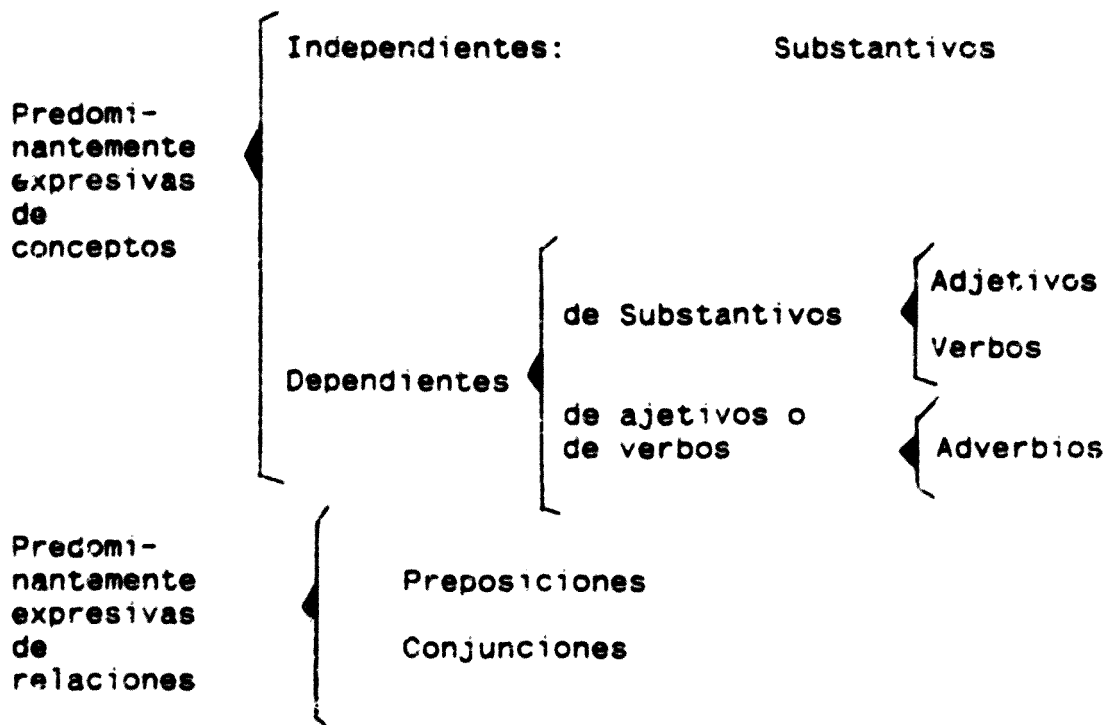 Independientes: Substantivos
Predomi-
nantemente
expresivas
de
conceptos
Adjetivos
de Substantivos
Verbos
Dependientes
de ajetivos o
de verbos Adverbios
Predomi-
nantemente
expresivas
de
relaciones
Preposiciones
Conjunciones